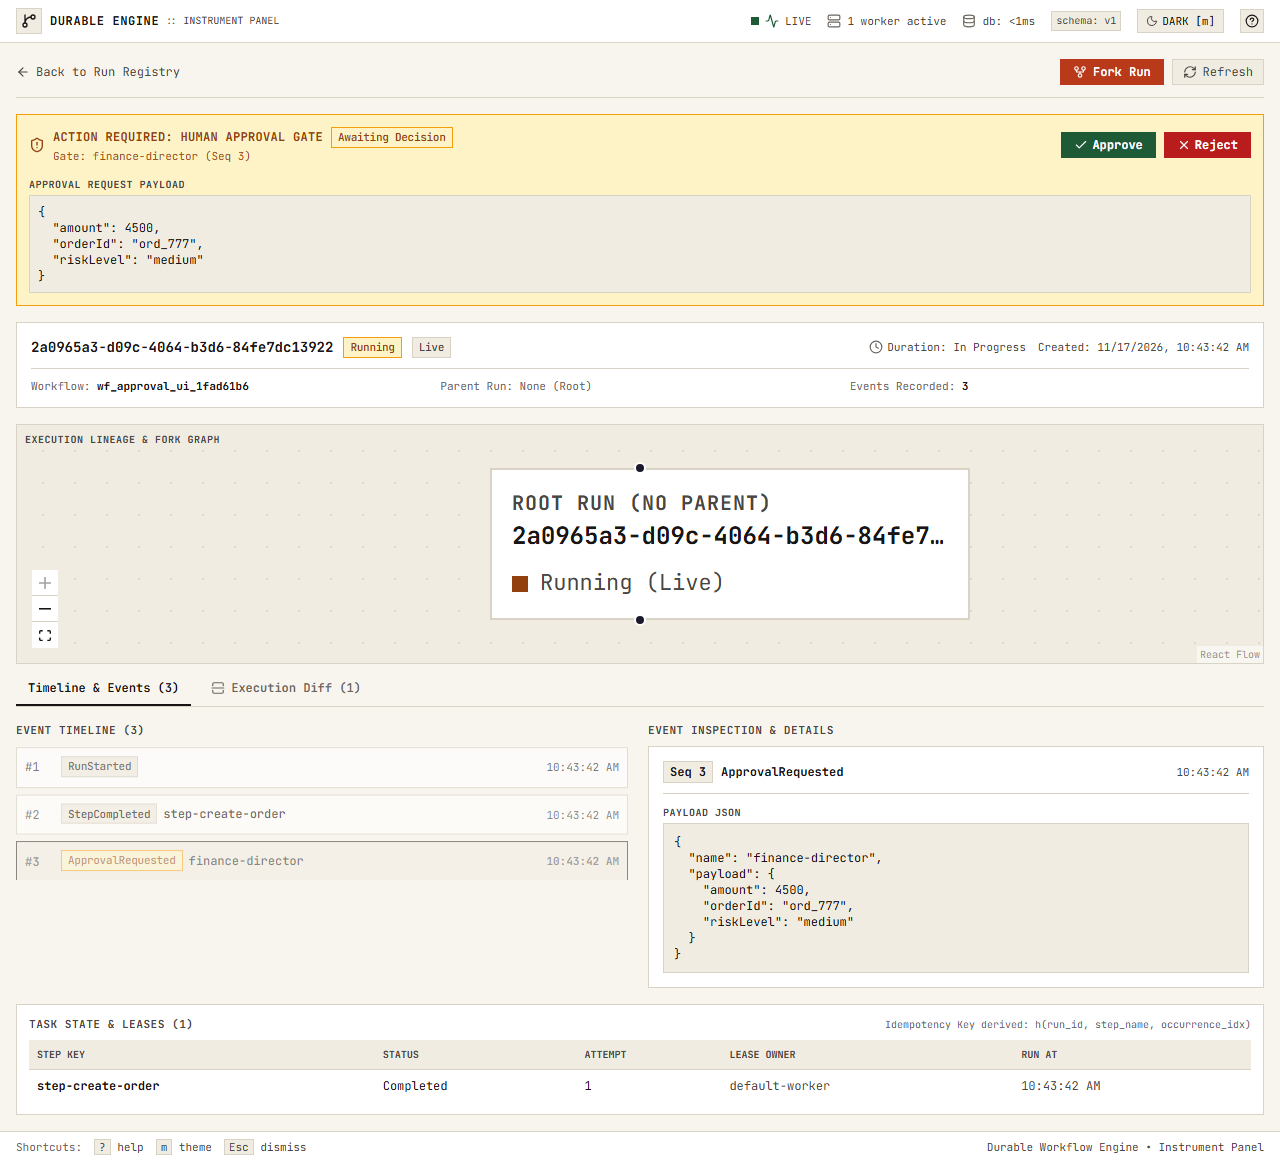 DURABLE ENGINE :: INSTRUMENT PANEL
LIVE
1 worker active
db: <1ms
schema: v1
DARK [m]
Back to Run Registry
Fork Run
Refresh
ACTION REQUIRED: HUMAN APPROVAL GATE
Awaiting Decision
Gate: finance-director (Seq 3)
Approve
Reject
APPROVAL REQUEST PAYLOAD
{
"amount": 4500,
"orderId": "ord_777",
"riskLevel": "medium"
}
2a0965a3-d09c-4064-b3d6-84fe7dc13922
Running
Live
Duration: In Progress
Created: 11/17/2026, 10:43:42 AM
Workflow: wf_approval_ui_1fad61b6
Parent Run: None (Root)
Events Recorded: 3
EXECUTION LINEAGE & FORK GRAPH
ROOT RUN (NO PARENT)
2a0965a3-d09c-4064-b3d6-84fe7…
Running (Live)
React Flow
Timeline & Events (3)
Execution Diff (1)
EVENT TIMELINE (3)
#1 RunStarted 10:43:42 AM
#2 StepCompleted step-create-order 10:43:42 AM
#3 ApprovalRequested finance-director 10:43:42 AM
EVENT INSPECTION & DETAILS
Seq 3 ApprovalRequested 10:43:42 AM
PAYLOAD JSON
{
"name": "finance-director",
"payload": {
"amount": 4500,
"orderId": "ord_777",
"riskLevel": "medium"
}
}
TASK STATE & LEASES (1)
Idempotency Key derived: h(run_id, step_name, occurrence_idx)
STEP KEY STATUS ATTEMPT LEASE OWNER RUN AT
step-create-order Completed 1 default-worker 10:43:42 AM
Shortcuts: ? help m theme Esc dismiss
Durable Workflow Engine • Instrument Panel